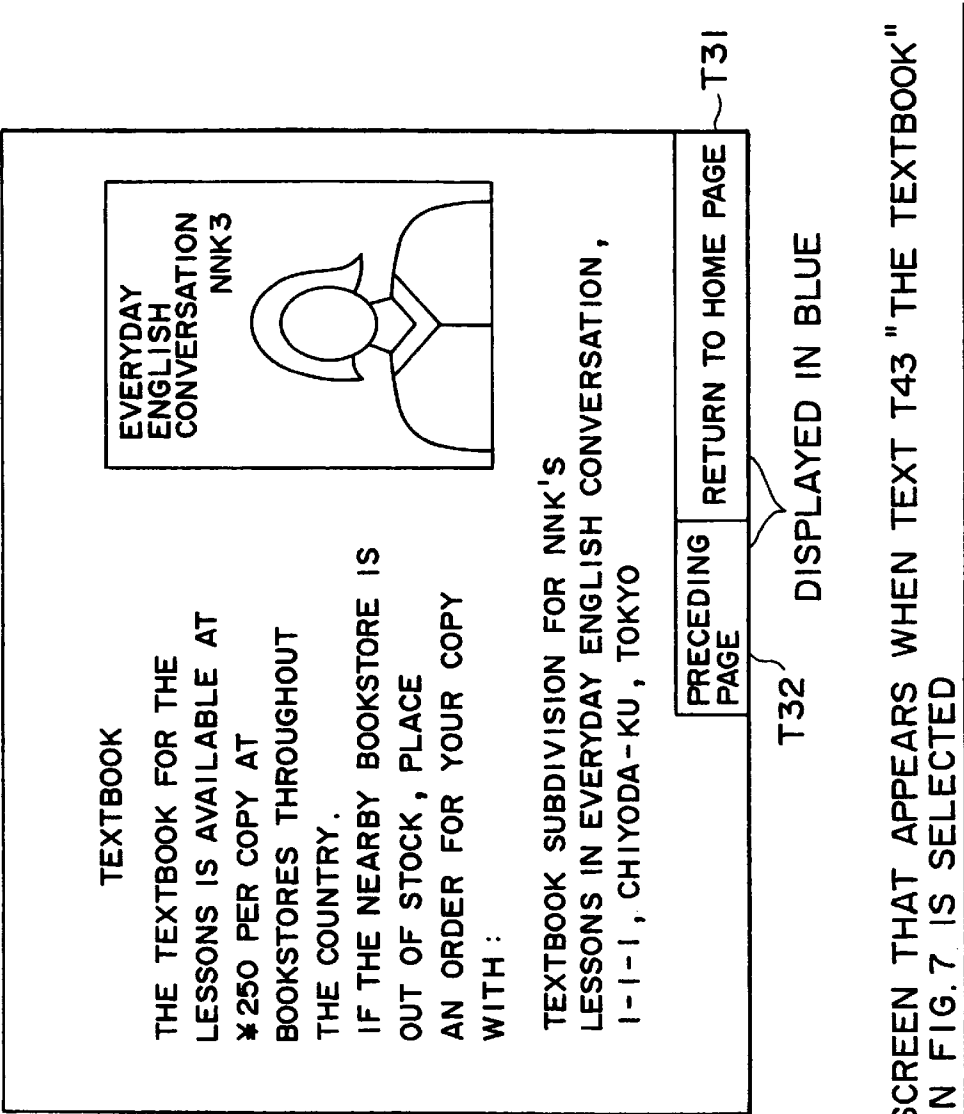 TEXTBOOK
THE TEXTBOOK FOR THE
LESSONS IS AVAILABLE AT
¥250 PER COPY AT
BOOKSTORES THROUGHOUT
THE COUNTRY.
IF THE NEARBY BOOKSTORE IS
OUT OF STOCK, PLACE
AN ORDER FOR YOUR COPY
WITH:
EVERYDAY
ENGLISH
CONVERSATION
NNK3
TEXTBOOK SUBDIVISION FOR NNK'S
LESSONS IN EVERYDAY ENGLISH CONVERSATION,
1-1-1, CHIYODA-KU, TOKYO
PRECEDING
PAGE
RETURN TO HOME PAGE
T31
T32
DISPLAYED IN BLUE
SCREEN THAT APPEARS WHEN TEXT T43 "THE TEXTBOOK"
N FIG. 7 IS SELECTED